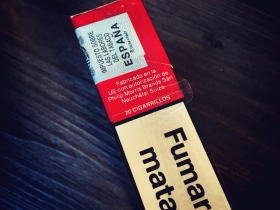 IMPUESTO SOBRE
LAS LABORES
DEL TABACO
ESPAÑA
Fabricado en la
UE con autorización de
Philip Morris Brands Sàrl
Neuchâtel Suiza.
20 CIGARRILLOS
Fumar
mata